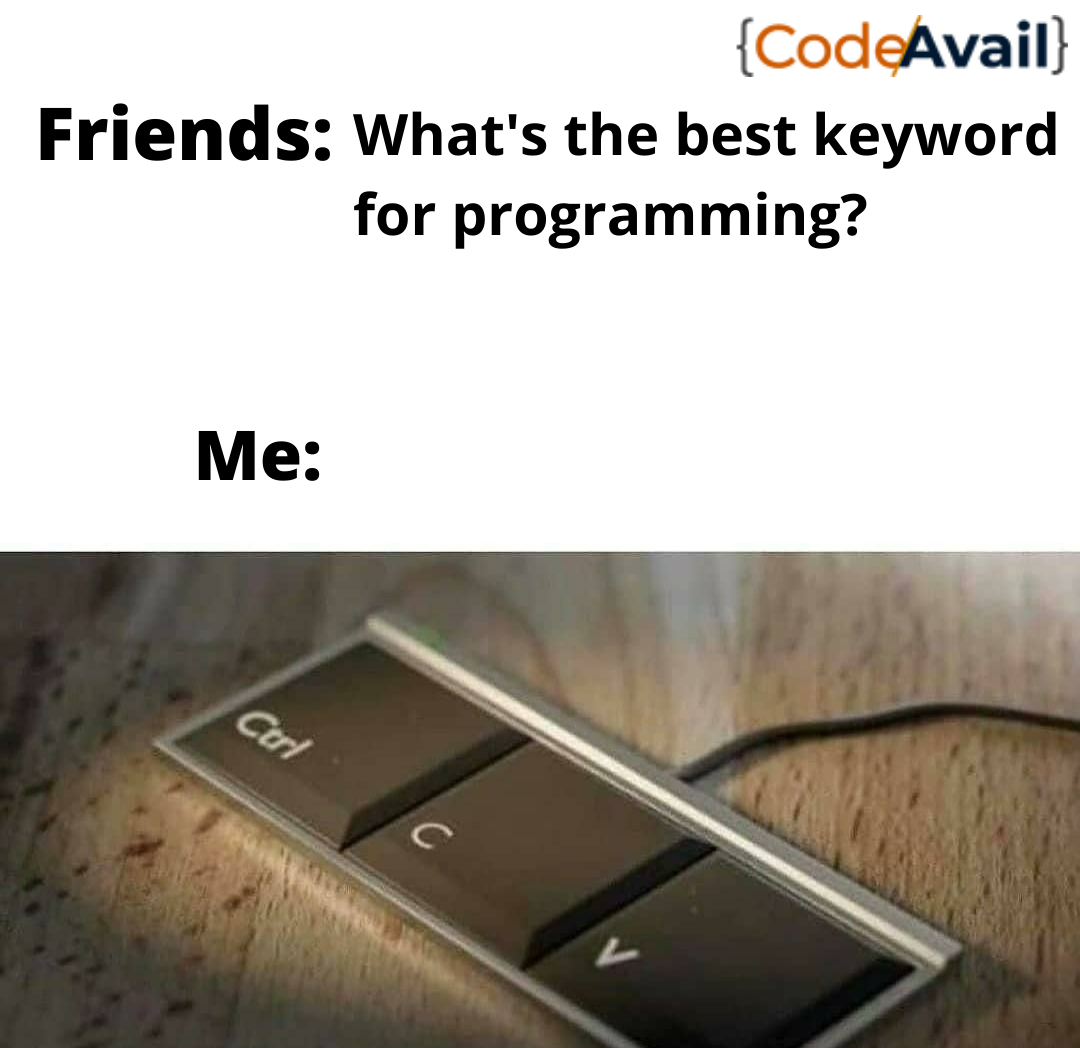 {CodeAvail}
Friends: What's the best keyword
for programming?
Me:
Ctrl
C
V